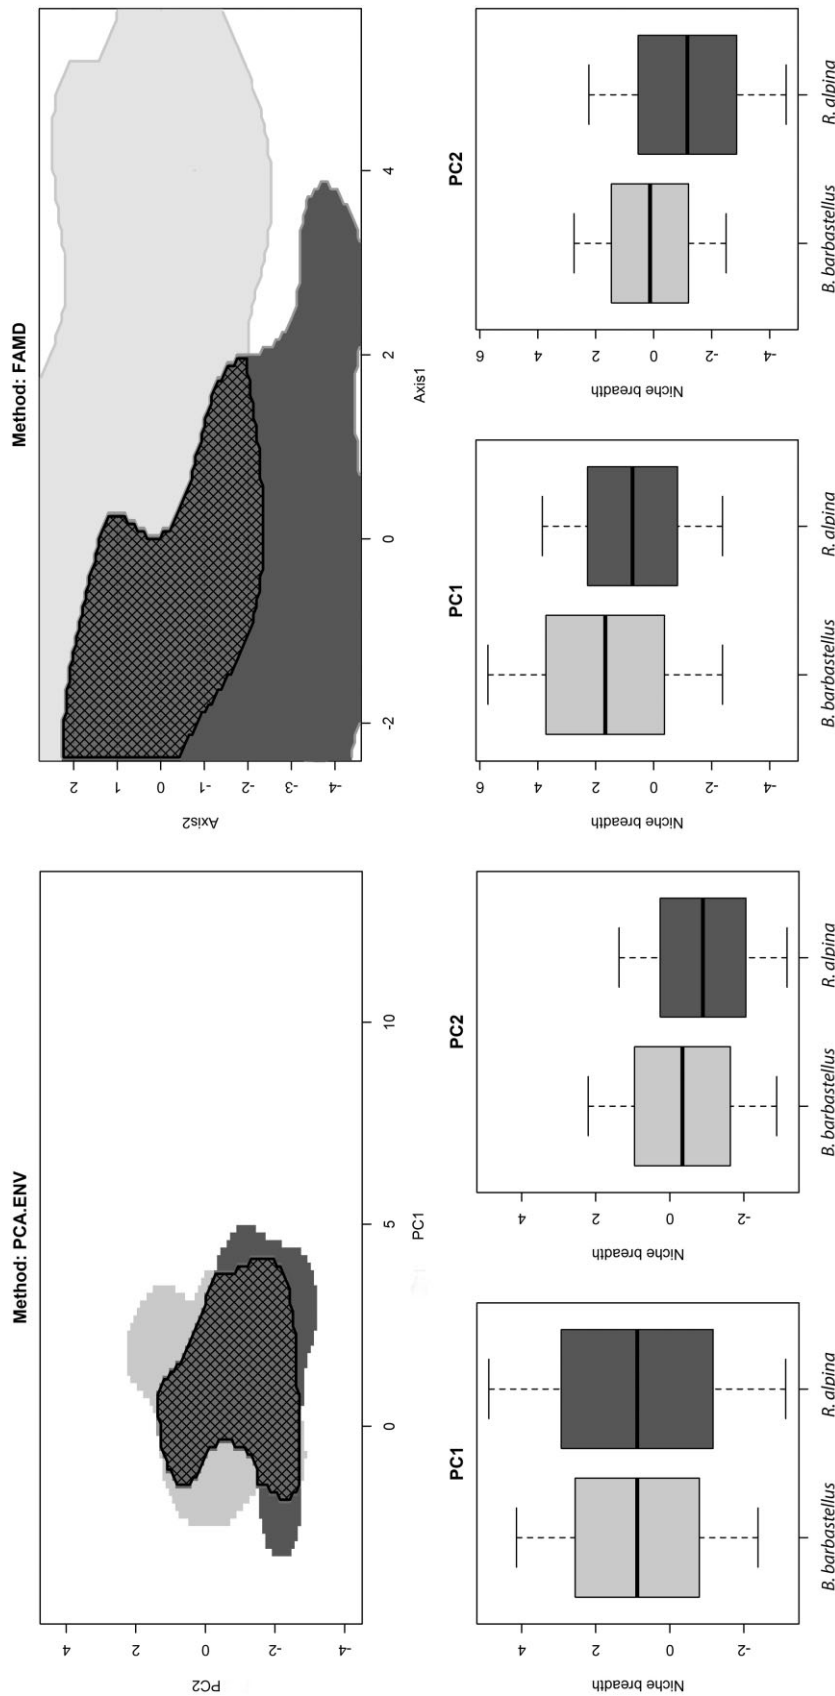 Method: PCA.ENV
4
2
0
-2
-4
PC2
0
5
10
PC1
Method: FAMD
2
1
0
-1
-2
-3
-4
Axis2
-2
0
2
4
Axis1
PC1
4
2
0
-2
Niche breadth
B. barbastellus
R. alpina
PC2
4
2
0
-2
Niche breadth
B. barbastellus
R. alpina
PC1
6
4
2
0
-2
-4
Niche breadth
B. barbastellus
R. alpina
PC2
6
4
2
0
-2
-4
Niche breadth
B. barbastellus
R. alpina